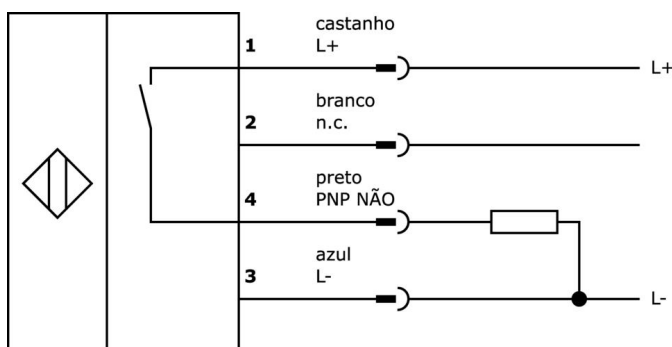 castanho
1 L+
L+
branco
2 n.c.
preto
4 PNP NÃO
azul
3 L-
L-